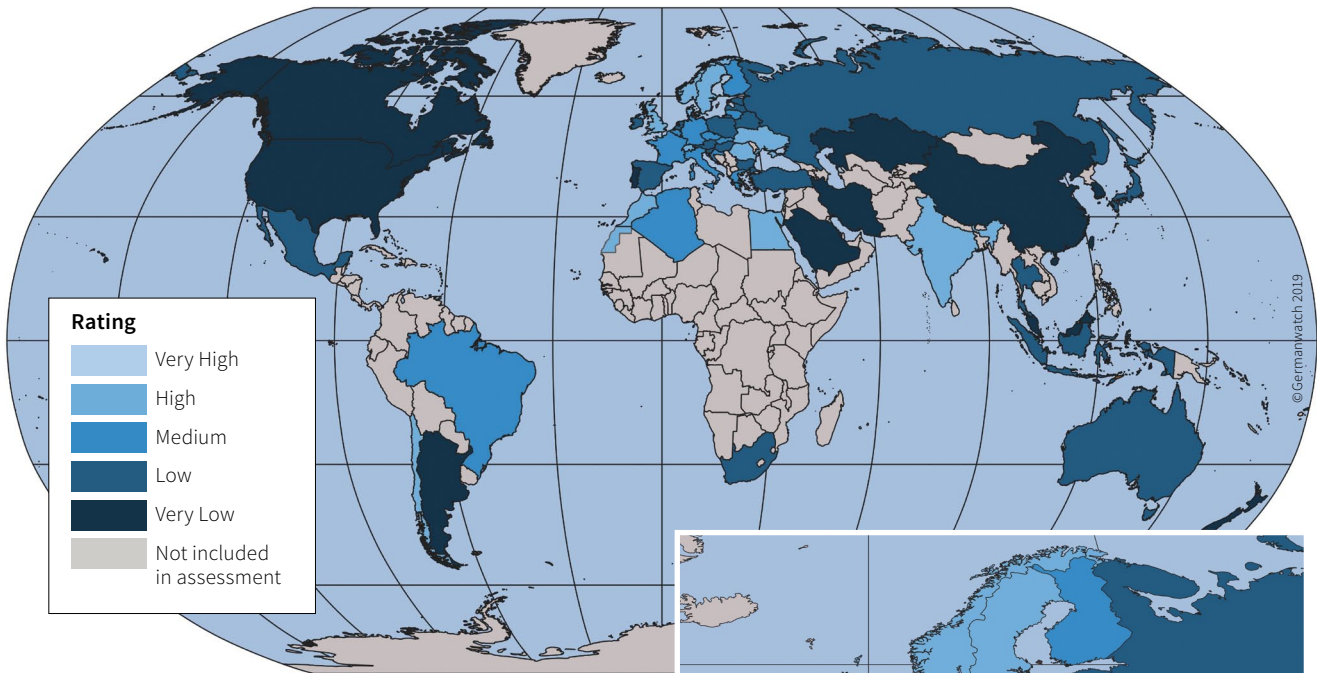 Rating
Very High
High
Medium
Low
Very Low
Not included
in assessment
©Germanwatch 2019